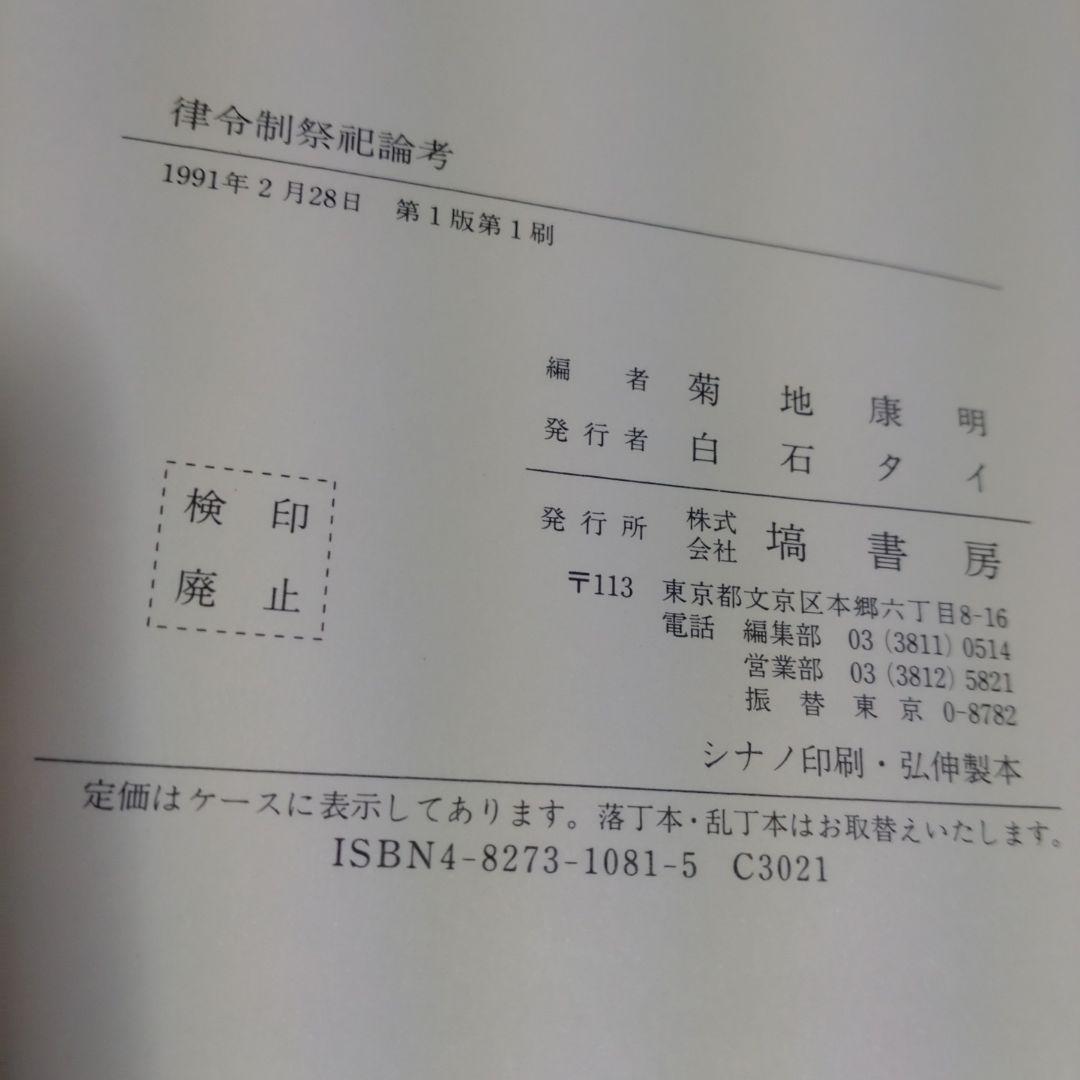 律令制祭祀論考
1991年2月28日 第1版第1刷
編者 菊地康明
発行者 白石タイ
発行所 株式会社 塙書房
〒113 東京都文京区本郷六丁目8-16
電話 編集部 03(3811)0514
営業部 03(3812)5821
振替 東京 0-8782
シナノ印刷・弘伸製本
検印
廃止
定価はケースに表示してあります。落丁本・乱丁本はお取替えいたします。
ISBN4-8273-1081-5 C3021